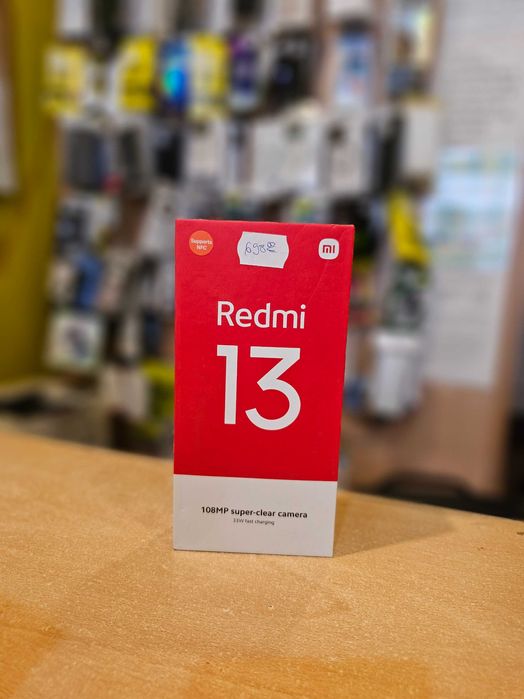 Supports
NFC
mi
Redmi
13
108MP super-clear camera
33W fast charging